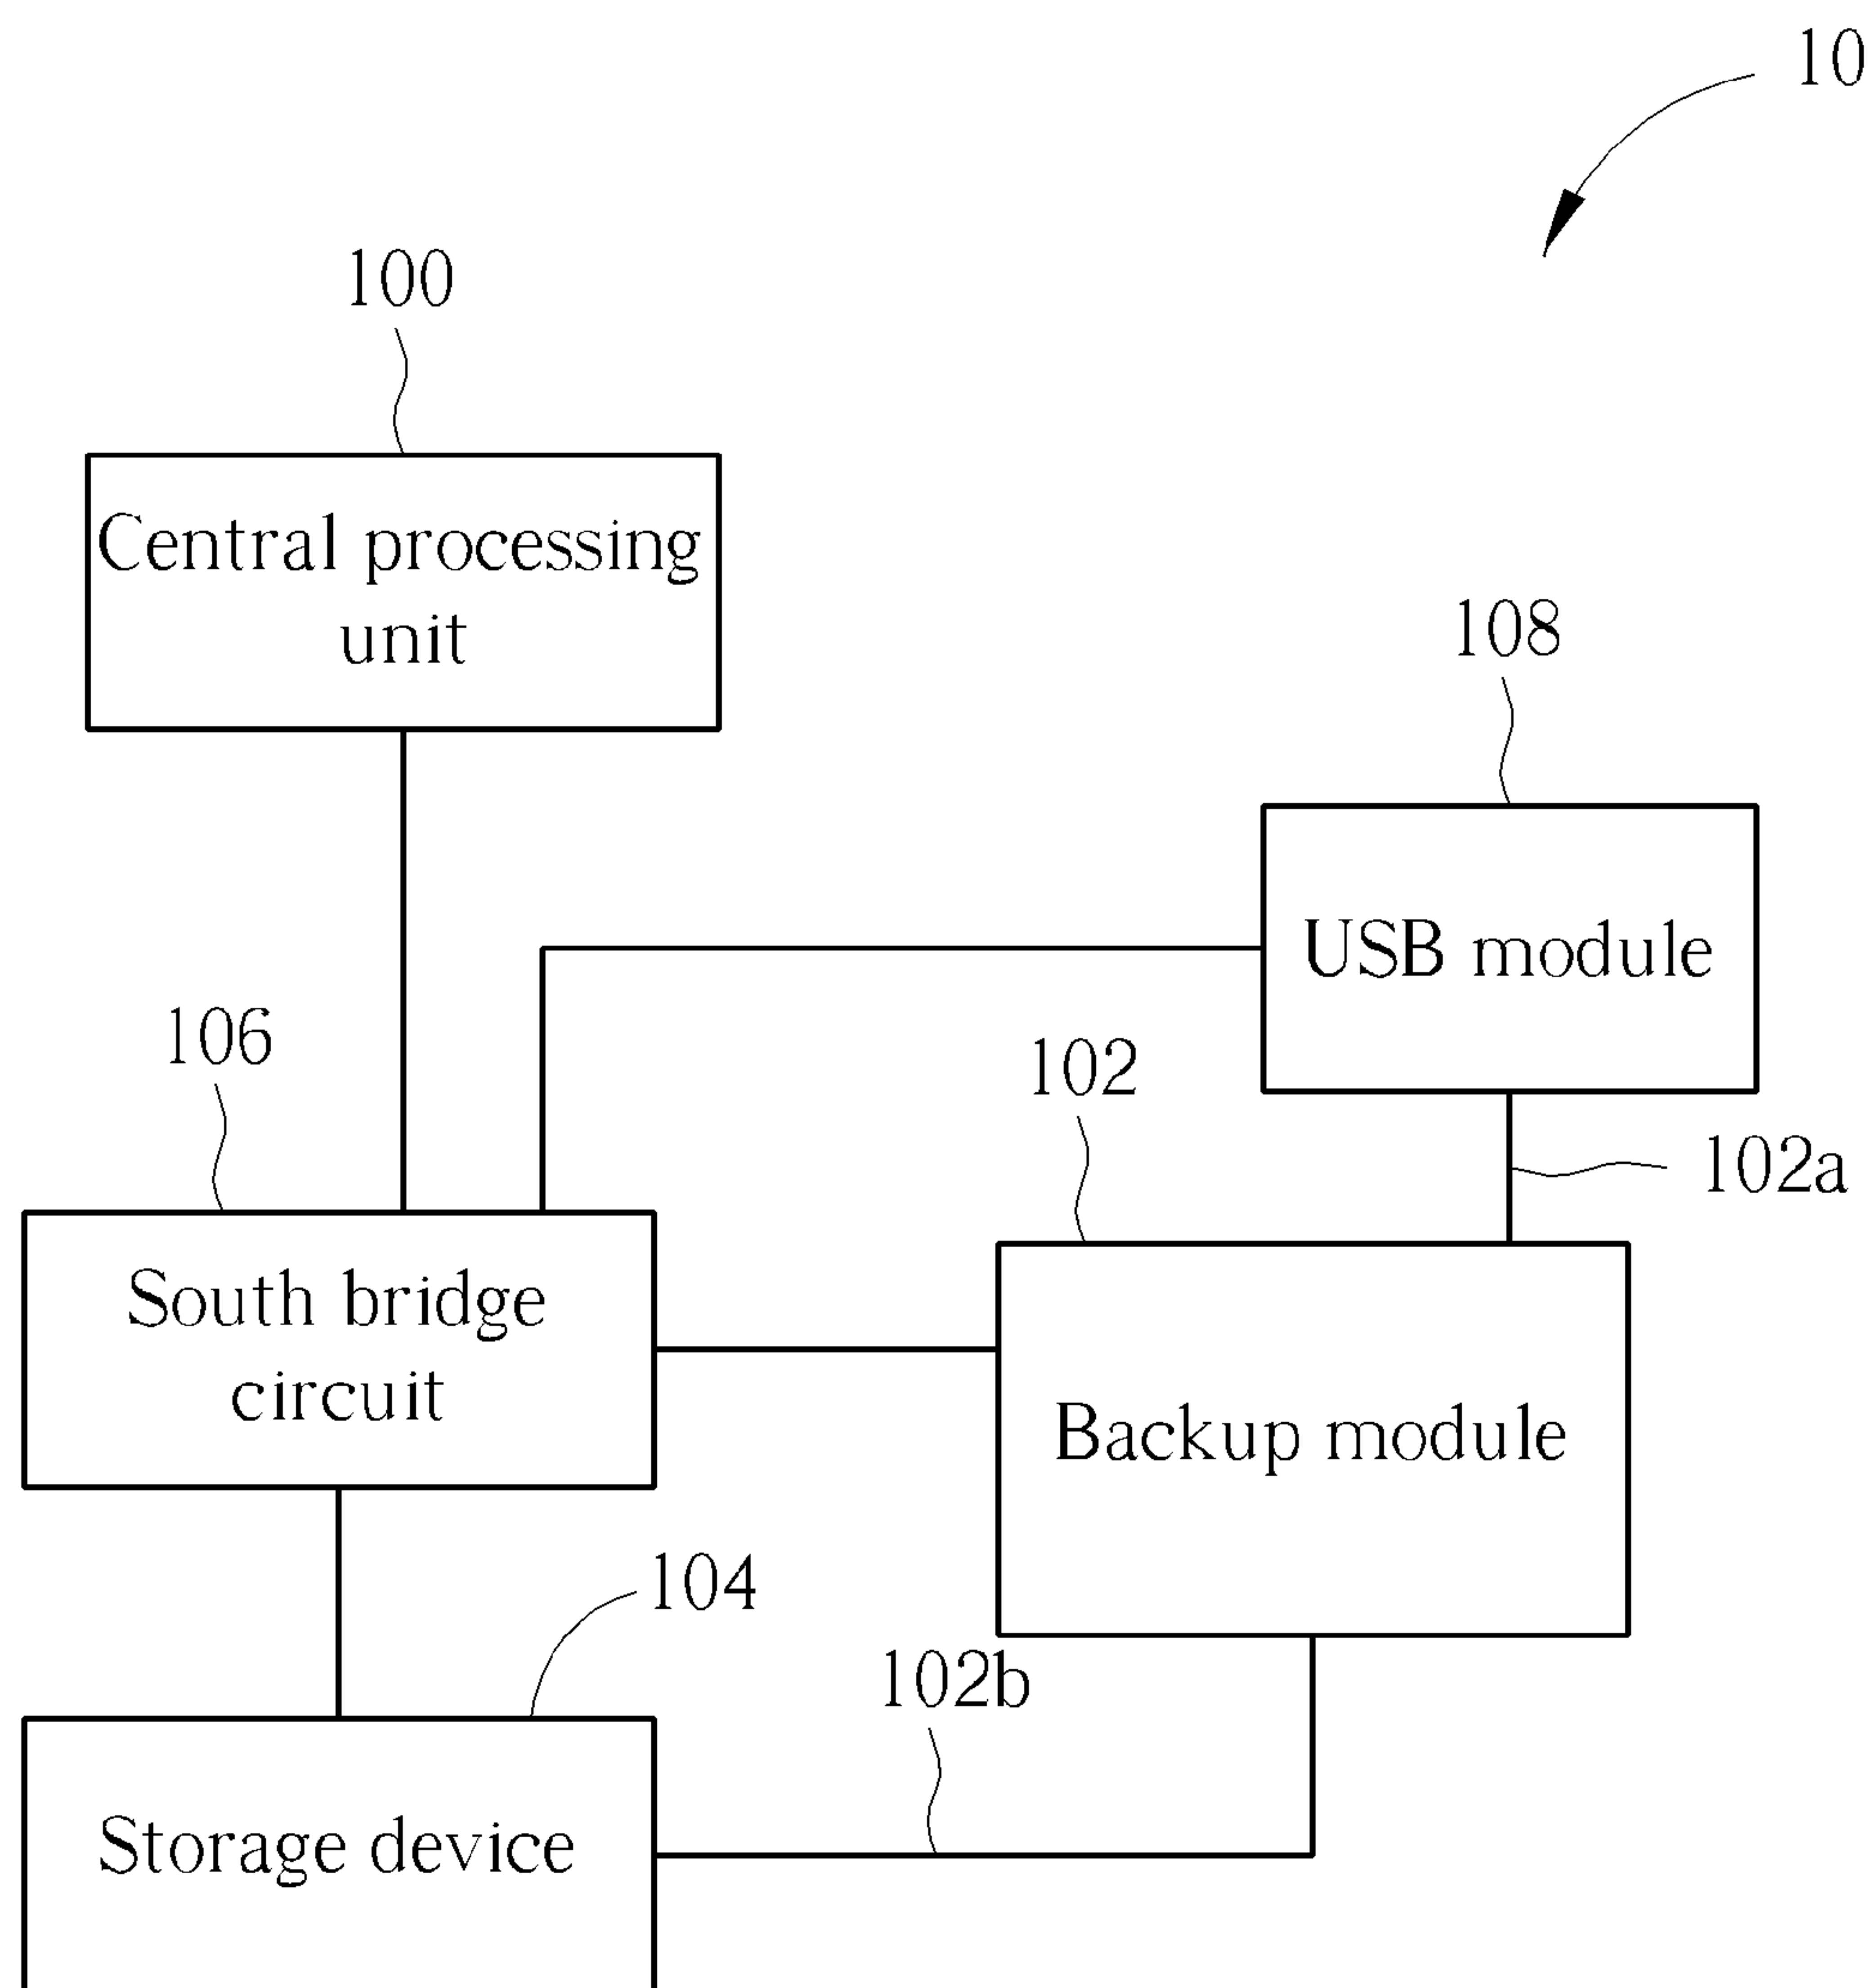 10
100
Central processing
unit
108
USB module
106
102
102a
South bridge
circuit
Backup module
104
102b
Storage device